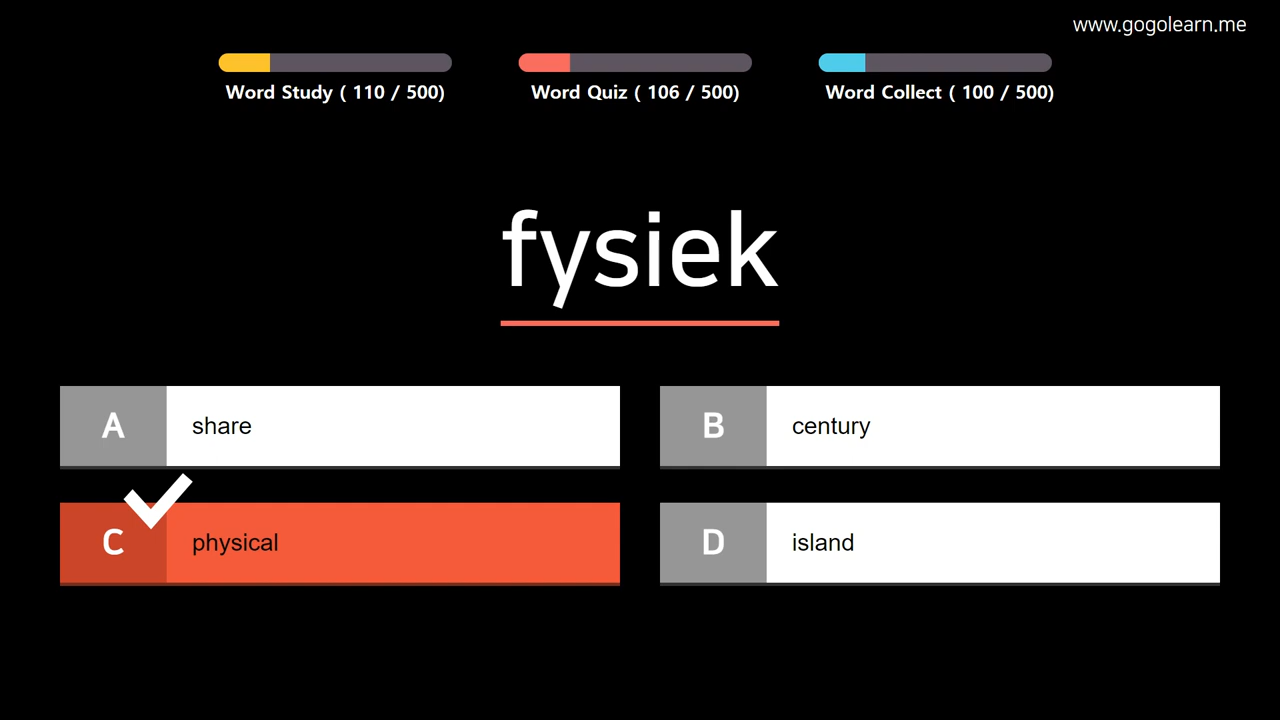 www.gogolearn.me
Word Study ( 110 / 500)
Word Quiz ( 106 / 500)
Word Collect ( 100 / 500)
fysiek
A share
B century
C physical
D island